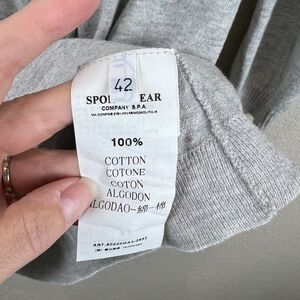 42
SPO EAR
COMPANY S.P.A.
100%
COTTON
COTONE
COTON
ALGODON
ALGODAO-綿-棉